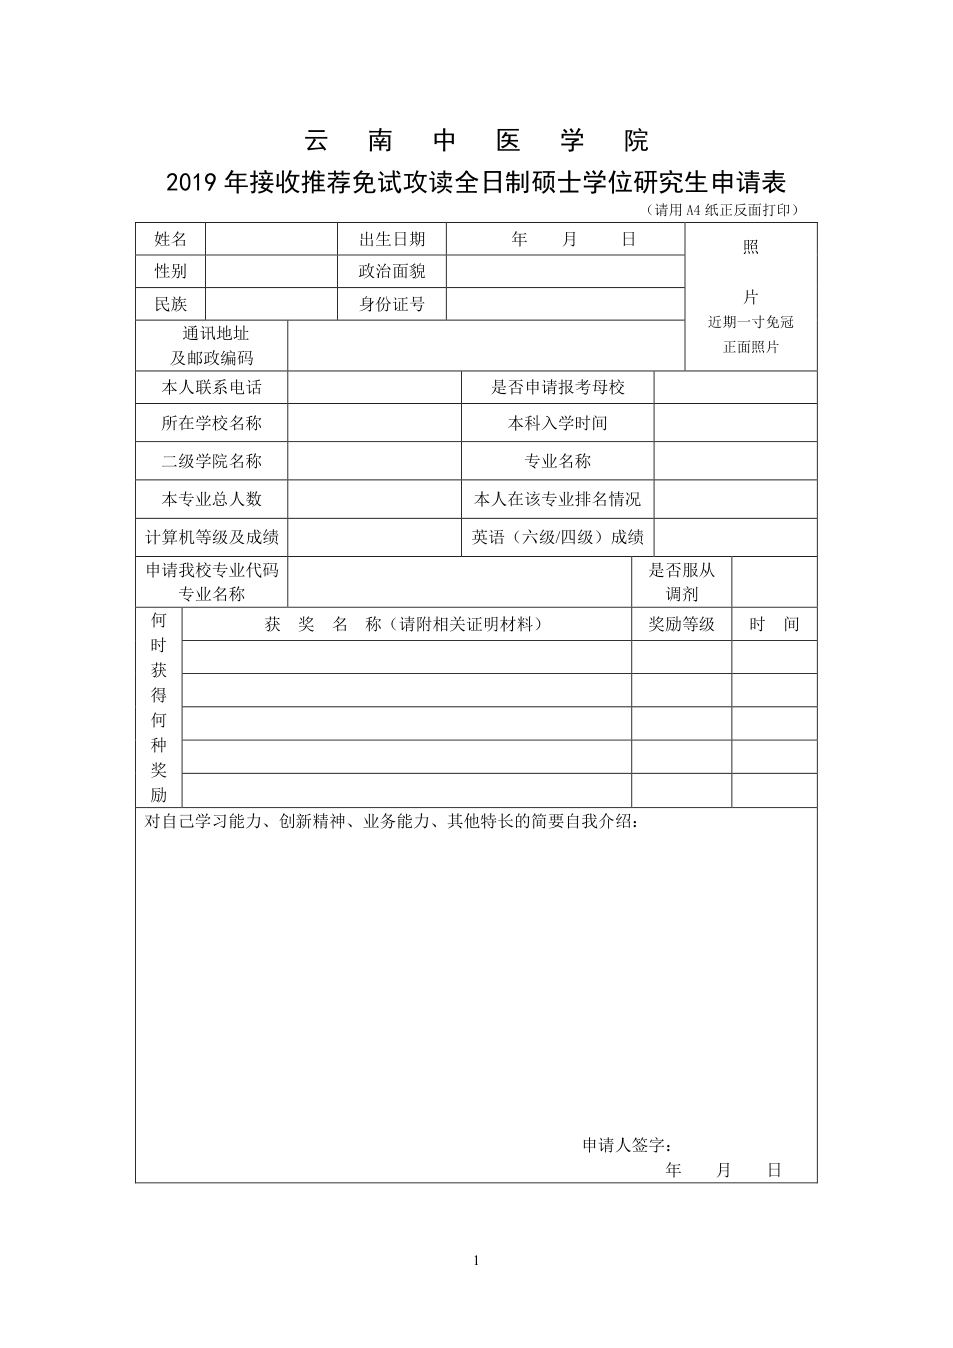 云 南 中 医 学 院
2019 年接收推荐免试攻读全日制硕士学位研究生申请表
（请用 A4 纸正反面打印）
姓名 出生日期 年 月 日 照
性别 政治面貌
片
民族 身份证号
近期一寸免冠
正面照片
通讯地址
及邮政编码
本人联系电话 是否申请报考母校
所在学校名称 本科入学时间
二级学院名称 专业名称
本专业总人数 本人在该专业排名情况
计算机等级及成绩 英语（六级/四级）成绩
申请我校专业代码
专业名称
是否服从
调剂
何
时
获
得
何
种
奖
励
获 奖 名 称（请附相关证明材料） 奖励等级 时 间
对自己学习能力、创新精神、业务能力、其他特长的简要自我介绍：
申请人签字：
年 月 日
1